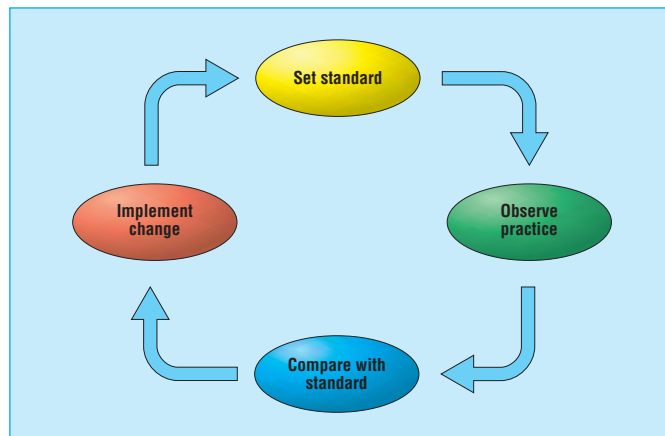 Set standard
Observe
practice
Compare with
standard
Implement
change